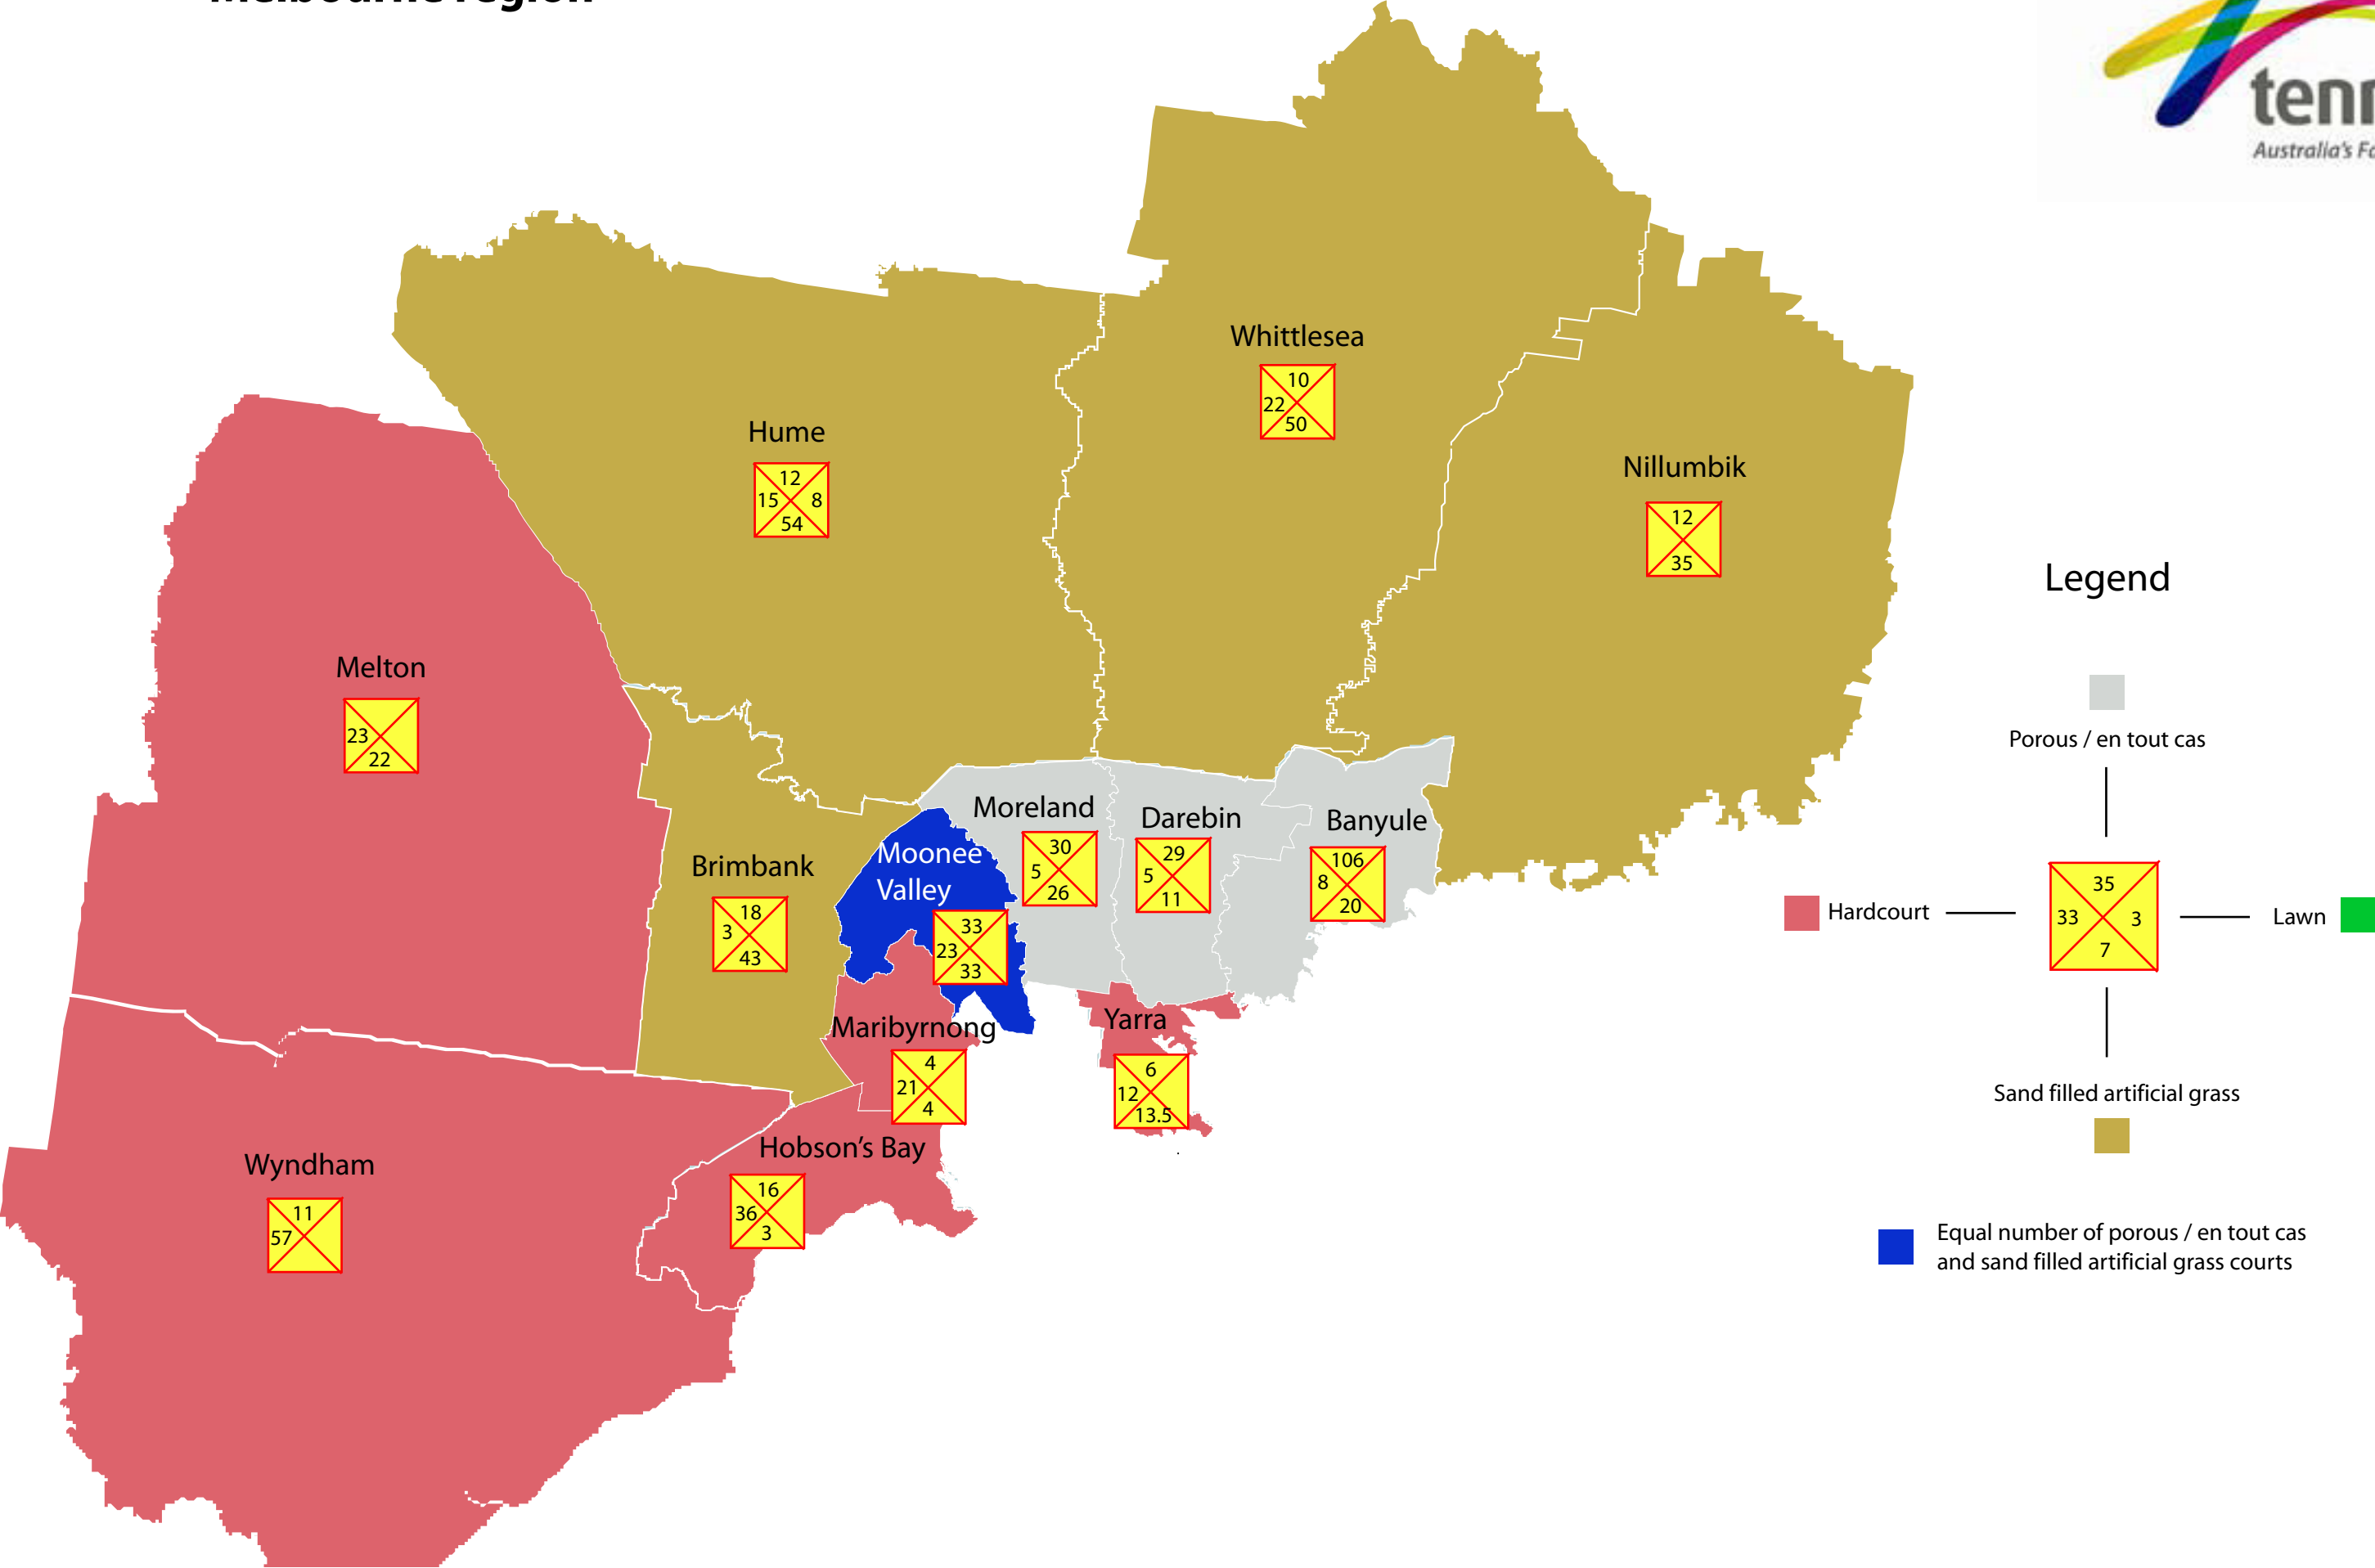 Melbourne region
Australia's
Whittlesea
10
22
50
Hume
12
15 8
54
Nillumbik
12
35
Melton
23
22
Moreland
30
5
26
Darebin
29
5
11
Banyule
106
8
20
Brimbank
18
3
43
Moonee
Valley
33
23
33
Maribyrnong
4
21
4
Yarra
6
12
13.5
Hobson's Bay
16
36
3
Wyndham
11
57
Legend
Porous / en tout cas
Hardcourt
35
33 3
7
Lawn
Sand filled artificial grass
Equal number of porous / en tout cas
and sand filled artificial grass courts